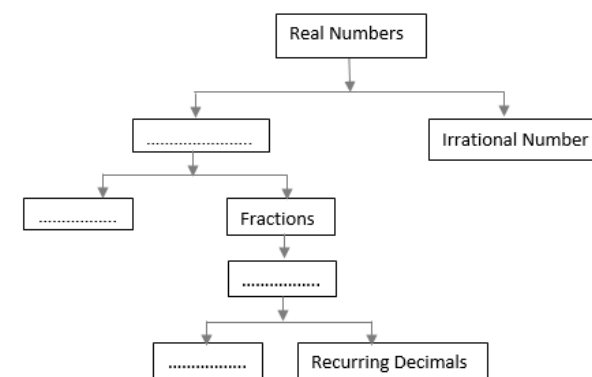 Real Numbers
........................
Irrational Number
.................
Fractions
.................
.................
Recurring Decimals